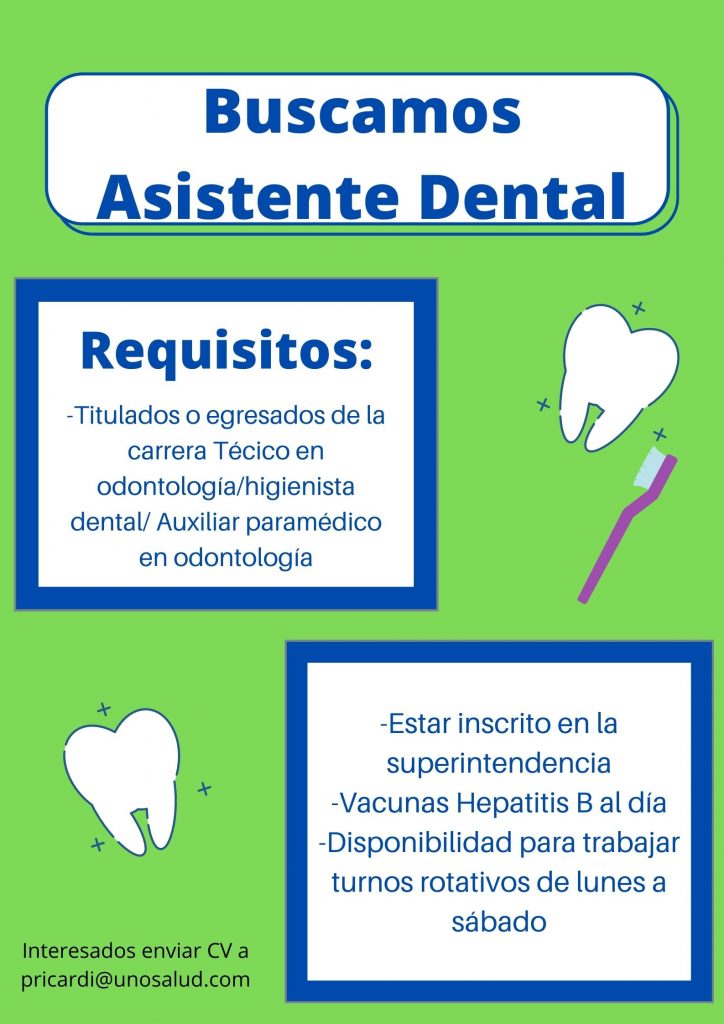 Buscamos
Asistente Dental
Requisitos:
-Titulados o egresados de la
carrera Técico en
odontología/higienista
dental/ Auxiliar paramédico
en odontología
-Estar inscrito en la
superintendencia
-Vacunas Hepatitis B al día
-Disponibilidad para trabajar
turnos rotativos de lunes a
sábado
Interesados enviar CV a
pricardi@unosalud.com